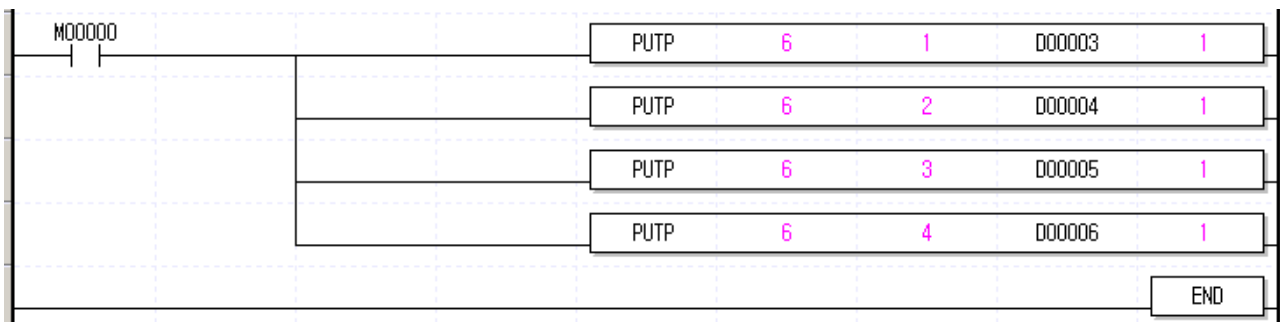 M00000
PUTP 6 1 D00003 1
PUTP 6 2 D00004 1
PUTP 6 3 D00005 1
PUTP 6 4 D00006 1
END